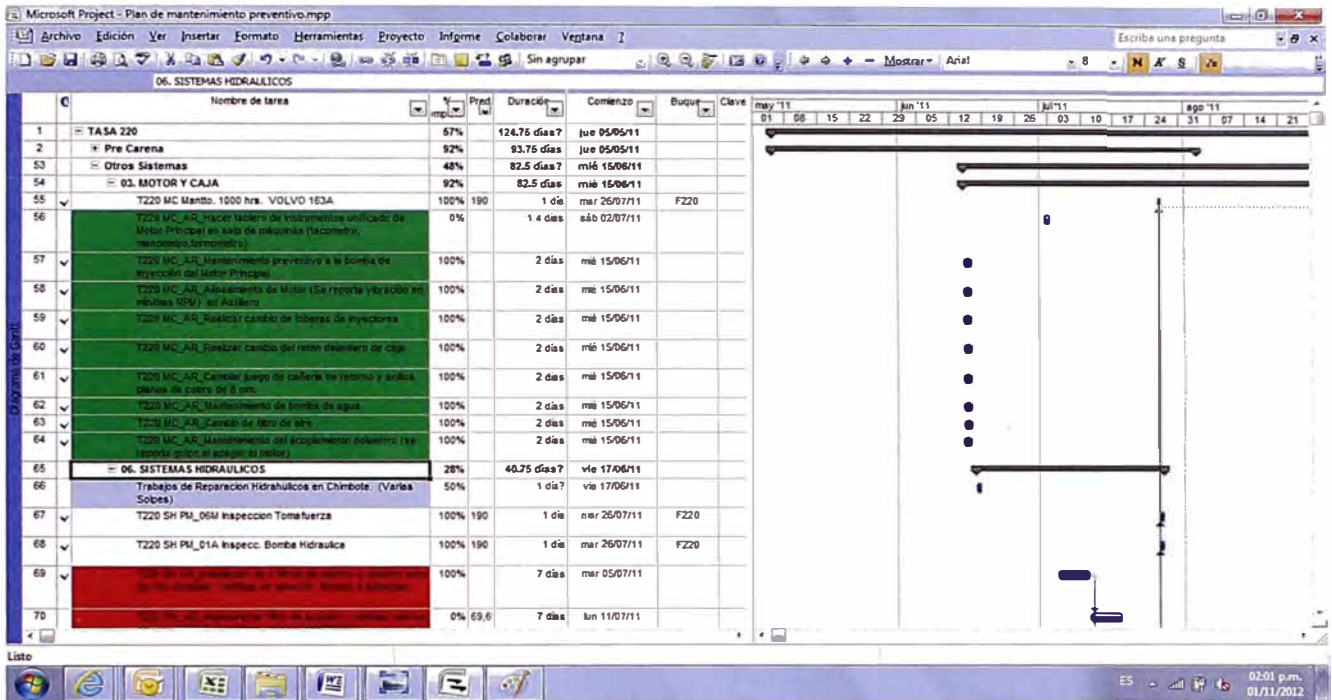 Microsoft Project - Plan de mantenimiento preventivo.mpp
Archivo Edición Ver Insertar Formato Herramientas Proyecto Informe Colaborar Ventana ? Escriba una pregunta
Sin agrupar Mostrar Arial 8 N K S
06. SISTEMAS HIDRAULICOS
Nombre de tarea % Pred Duración Comienzo Buque Clave may '11 jun '11 jul '11 ago '11
01 08 15 22 29 05 12 19 26 03 10 17 24 31 07 14 21
1 TASA 220 57% 124.75 días? jue 05/05/11
2 Pre Carena 92% 93.75 días jue 05/05/11
53 Otros Sistemas 48% 82.5 días? mié 15/06/11
54 03. MOTOR Y CAJA 92% 82.5 días mié 15/06/11
55 T220 MC Mantto. 1000 hrs. VOLVO 163A 100% 190 1 día mar 26/07/11 F220
56 T220 MC_AR_Hacer tablero de instrumentos unificado de 0% 1.4 días sáb 02/07/11
Motor Principal en sala de máquinas (tacometro,
manometro,termometro)
57 T220 MC_AR_Mantenimiento preventivo a la bomba de 100% 2 días mié 15/06/11
inyección del Motor Principal
58 T220 MC_AR_Alineamiento de Motor (Se reporta vibración en 100% 2 días mié 15/06/11
mínimas RPM) en Astillero
59 T220 MC_AR_Realizar cambio de toberas de inyectores 100% 2 días mié 15/06/11
60 T220 MC_AR_Realizar cambio del reten delantero de caja 100% 2 días mié 15/06/11
61 T220 MC_AR_Cambiar juego de cañeria de retorno y anillos 100% 2 días mié 15/06/11
planos de cobre de 8 mm.
62 T220 MC_AR_Mantenimiento de bomba de agua 100% 2 días mié 15/06/11
63 T220 MC_AR_Cambio de filtro de aire 100% 2 días mié 15/06/11
64 T220 MC_AR_Mantenimiento del acoplamiento delantero (se 100% 2 días mié 15/06/11
reporta golpe al apagar el motor)
65 06. SISTEMAS HIDRAULICOS 28% 40.75 días? vie 17/06/11
66 Trabajos de Reparacion Hidrahulicos en Chimbote. (Varias 50% 1 día? vie 17/06/11
Solpes)
67 T220 SH PM_06M Inspeccion Tomafuerza 100% 190 1 día mar 26/07/11 F220
68 T220 SH PM_01A Inspecc. Bomba Hidraulica 100% 190 1 día mar 26/07/11 F220
69 100% 7 días mar 05/07/11
70 0% 69,6 7 días lun 11/07/11
Diagrama de Gantt
Listo
ES 02:01 p.m.
01/11/2012